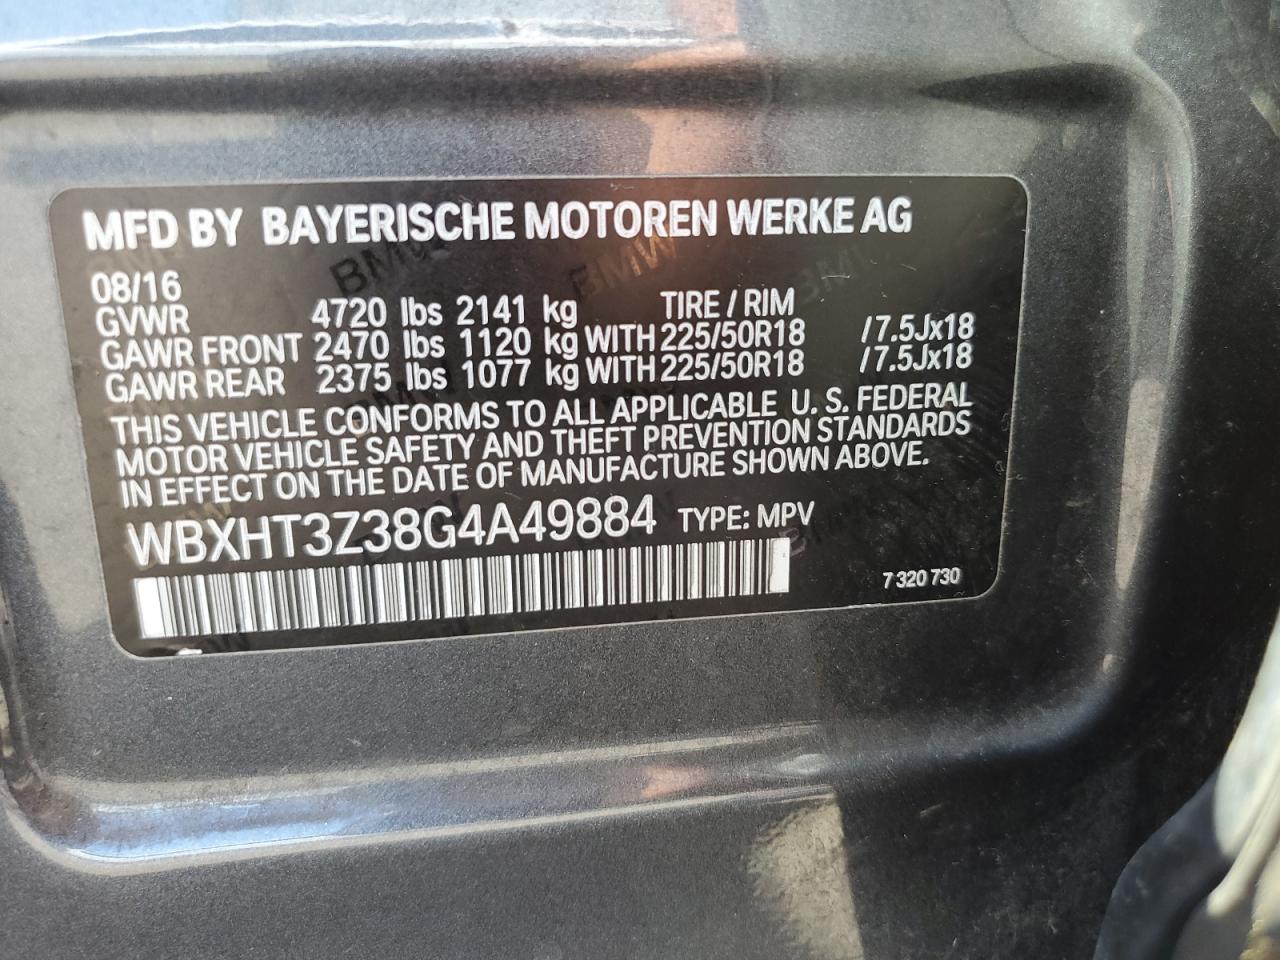 MFD BY BAYERISCHE MOTOREN WERKE AG
08/16
GVWR 4720 lbs 2141 kg TIRE / RIM
GAWR FRONT 2470 lbs 1120 kg WITH 225/50R18 /7.5Jx18
GAWR REAR 2375 lbs 1077 kg WITH 225/50R18 /7.5Jx18
THIS VEHICLE CONFORMS TO ALL APPLICABLE U. S. FEDERAL
MOTOR VEHICLE SAFETY AND THEFT PREVENTION STANDARDS
IN EFFECT ON THE DATE OF MANUFACTURE SHOWN ABOVE.
WBXHT3Z38G4A49884 TYPE: MPV
7 320 730